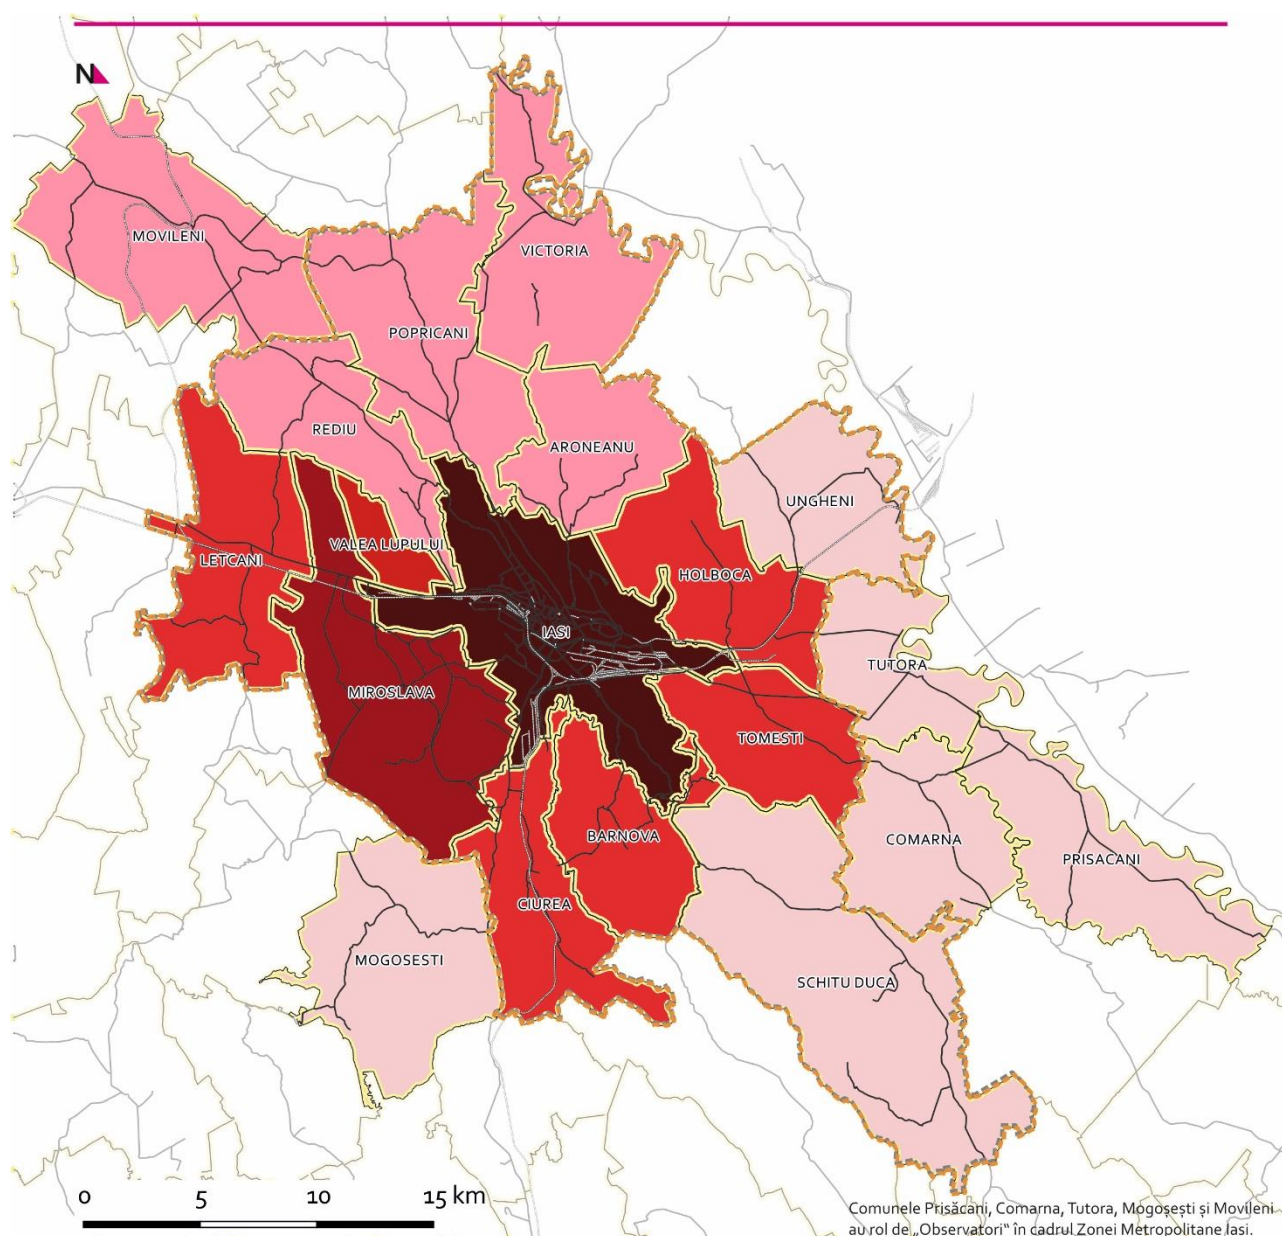 N
MOVILENI
VICTORIA
POPRICANI
REDIU
ARONEANU
UNGHENI
VALEA LUPULUI
LETCANI
HOLBOCA
IASI
TUTORA
MIROSLAVA
TOMESTI
BARNOVA
COMARNA
PRISACANI
CIUREA
MOGOSESTI
SCHITU DUCA
0 5 10 15 km
Comunele Prisăcani, Comarna, Tutora, Mogoșești și Movileni
au rol de „Observatori“ în cadrul Zonei Metropolitane Iasi.